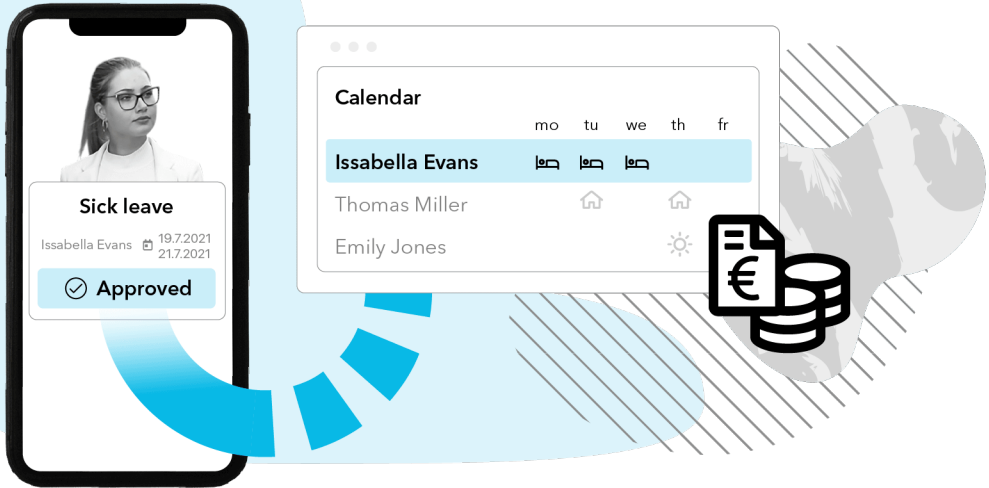 Sick leave
Issabella Evans
19.7.2021
21.7.2021
Approved
Calendar
mo tu we th fr
Issabella Evans
Thomas Miller
Emily Jones
€